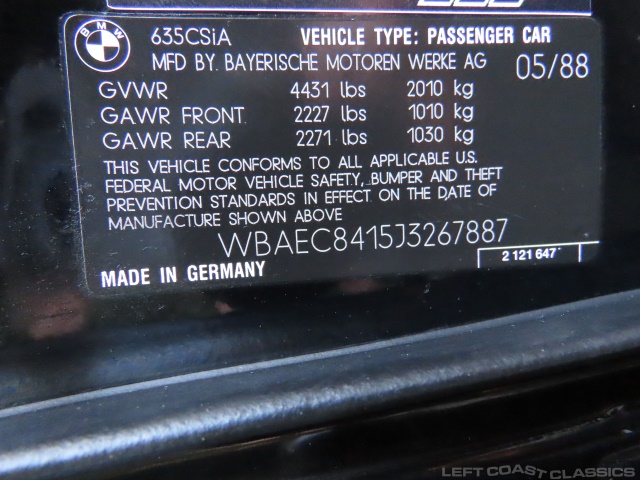 BMW
635CSiA VEHICLE TYPE: PASSENGER CAR
MFD BY. BAYERISCHE MOTOREN WERKE AG 05/88
GVWR 4431 lbs 2010 kg
GAWR FRONT 2227 lbs 1010 kg
GAWR REAR 2271 lbs 1030 kg
THIS VEHICLE CONFORMS TO ALL APPLICABLE U.S.
FEDERAL MOTOR VEHICLE SAFETY, BUMPER AND THEFT
PREVENTION STANDARDS IN EFFECT ON THE DATE OF
MANUFACTURE SHOWN ABOVE
WBAEC8415J3267887
MADE IN GERMANY 2 121 647
LEFT COAST CLASSICS